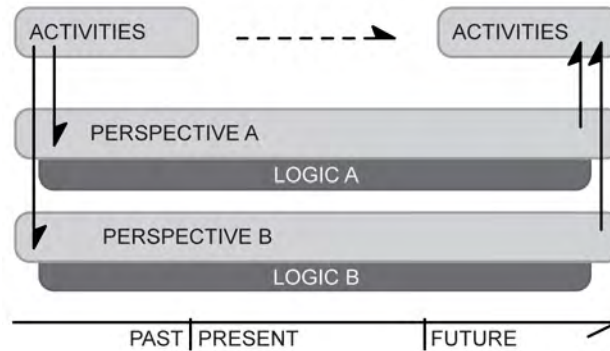 ACTIVITIES ACTIVITIES
PERSPECTIVE A
LOGIC A
PERSPECTIVE B
LOGIC B
PAST PRESENT FUTURE